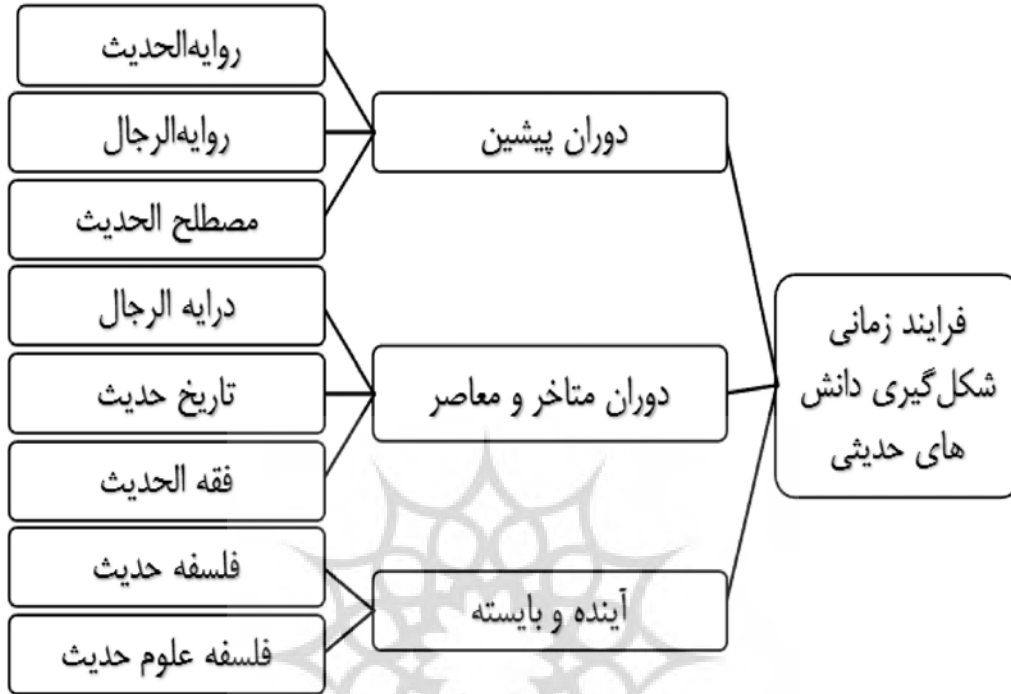 فرایند زمانی
شکل‌گیری دانش
های حدیثی
دوران پیشین
روایه‌الحدیث
روایه‌الرجال
مصطلح الحدیث
دوران متاخر و معاصر
درایه الرجال
تاریخ حدیث
فقه الحدیث
آینده و بایسته
فلسفه حدیث
فلسفه علوم حدیث